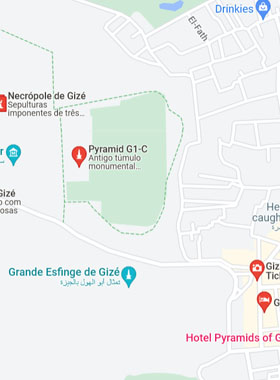 Drinkies
El-Fath
Necrópole de Gizé
Sepulturas
imponentes de três…
Pyramid G1-C
Antigo túmulo
monumental…
Gizé
o com
osas
He
caugh
Grande Esfinge de Gizé
تمثال أبو الهول بالجيزة
Giz
Tick
G
Hotel Pyramids of G